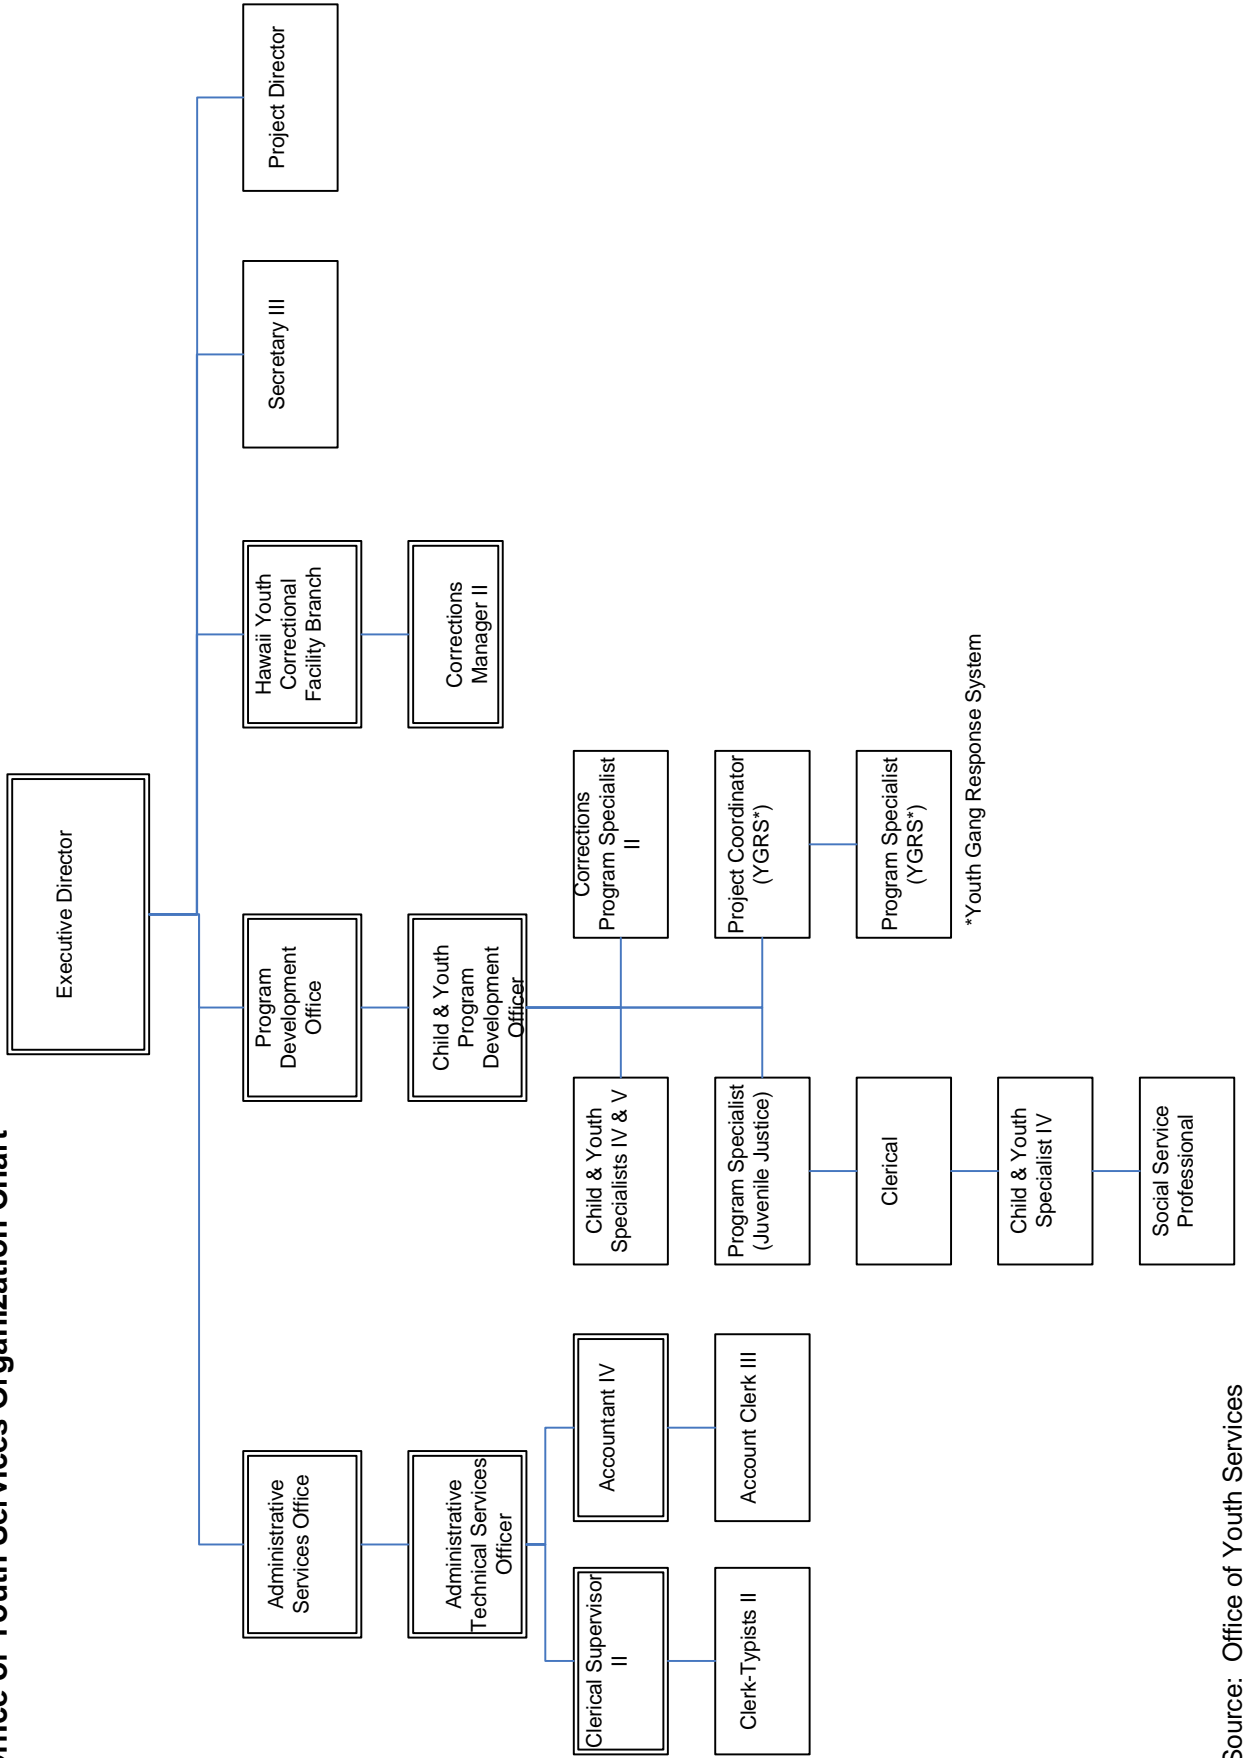 ffice of Youth Services Organization Chart
Executive Director
Administrative
Services Office
Program
Development
Office
Hawaii Youth
Correctional
Facility Branch
Secretary III
Project Director
Administrative
Technical Services
Officer
Child & Youth
Program
Development
Officer
Corrections
Manager II
Clerical Supervisor
II
Accountant IV
Child & Youth
Specialists IV & V
Corrections
Program Specialist
II
Clerk-Typists II
Account Clerk III
Program Specialist
(Juvenile Justice)
Project Coordinator
(YGRS*)
Clerical
Program Specialist
(YGRS*)
*Youth Gang Response System
Child & Youth
Specialist IV
Social Service
Professional
Source: Office of Youth Services